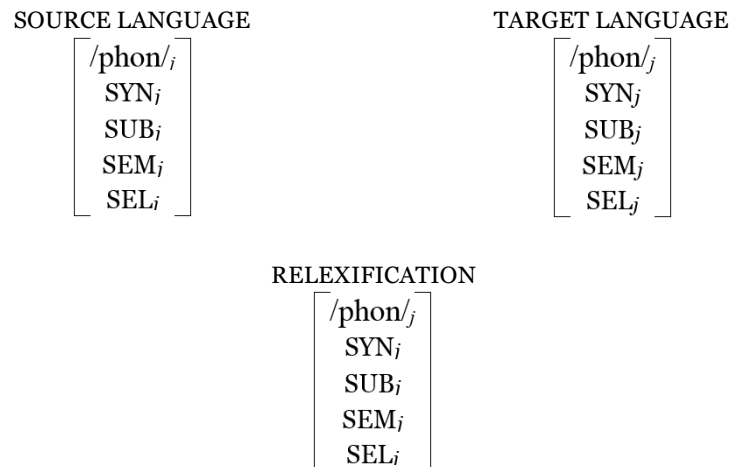 SOURCE LANGUAGE
/phon/i
SYNi
SUBi
SEMi
SELi
TARGET LANGUAGE
/phon/j
SYNj
SUBj
SEMj
SELj
RELEXIFICATION
/phon/j
SYNi
SUBi
SEMi
SELi